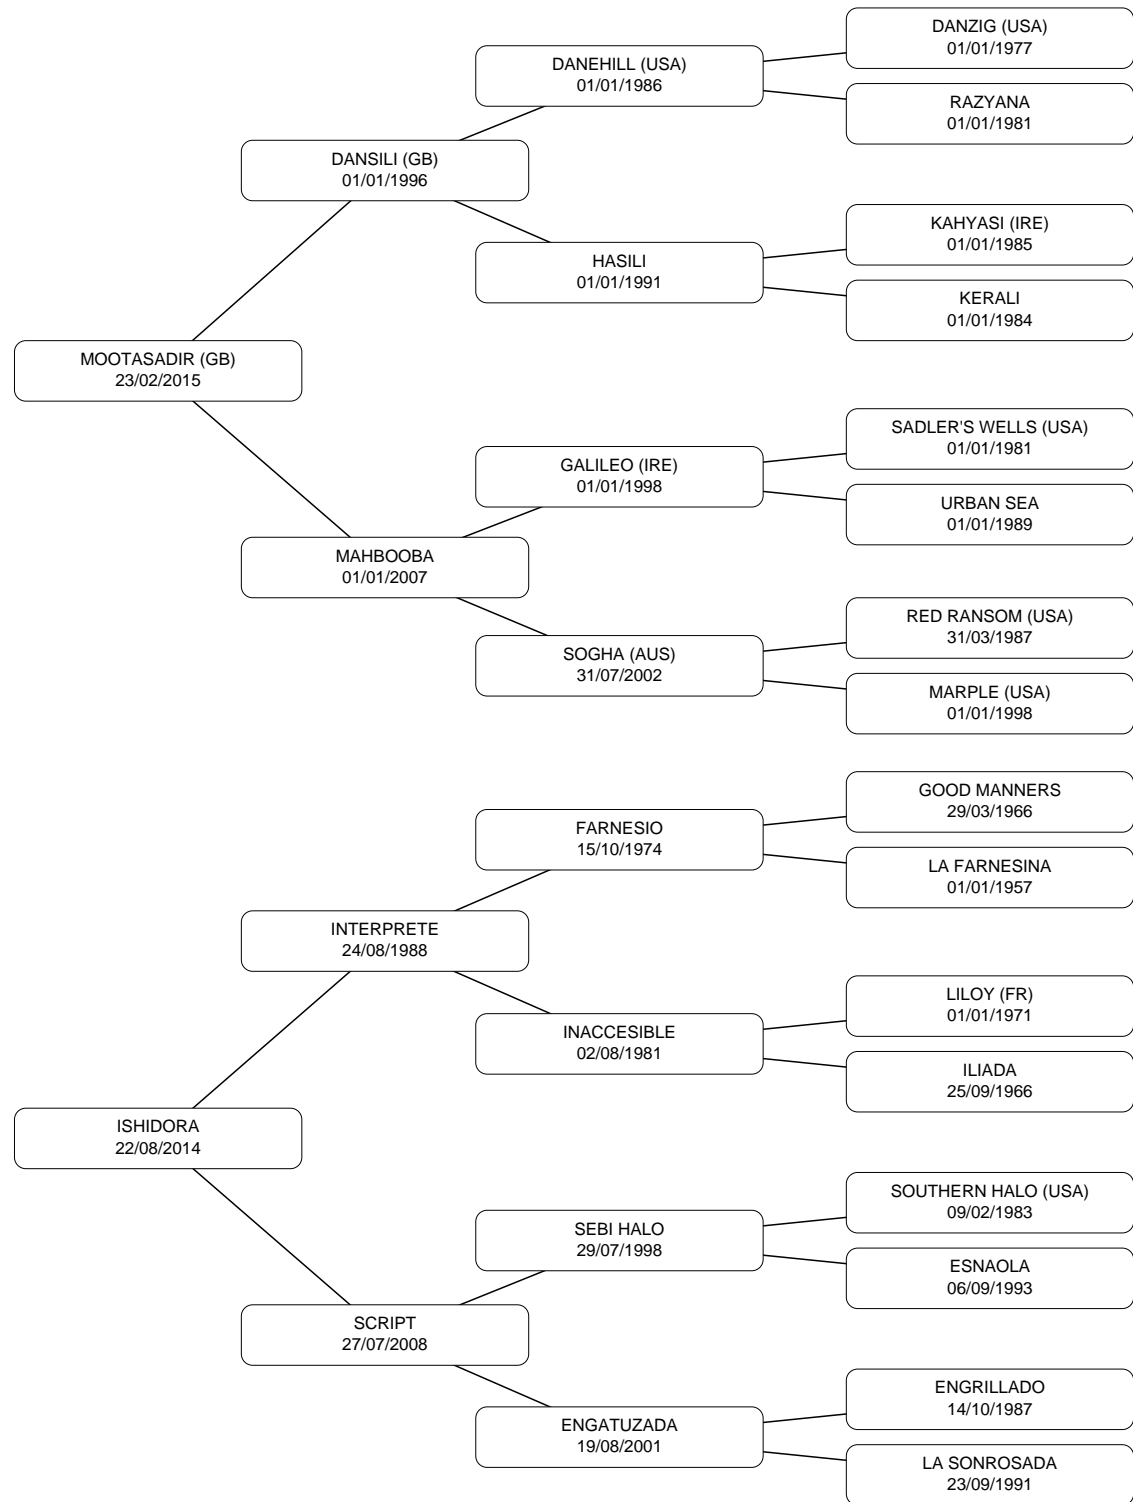 DANZIG (USA)
01/01/1977
DANEHILL (USA)
01/01/1986
RAZYANA
01/01/1981
DANSILI (GB)
01/01/1996
KAHYASI (IRE)
01/01/1985
HASILI
01/01/1991
KERALI
01/01/1984
MOOTASADIR (GB)
23/02/2015
SADLER'S WELLS (USA)
01/01/1981
GALILEO (IRE)
01/01/1998
URBAN SEA
01/01/1989
MAHBOOBA
01/01/2007
RED RANSOM (USA)
31/03/1987
SOGHA (AUS)
31/07/2002
MARPLE (USA)
01/01/1998
GOOD MANNERS
29/03/1966
FARNESIO
15/10/1974
LA FARNESINA
01/01/1957
INTERPRETE
24/08/1988
LILOY (FR)
01/01/1971
INACCESIBLE
02/08/1981
ILIADA
25/09/1966
ISHIDORA
22/08/2014
SOUTHERN HALO (USA)
09/02/1983
SEBI HALO
29/07/1998
ESNAOLA
06/09/1993
SCRIPT
27/07/2008
ENGRILLADO
14/10/1987
ENGATUZADA
19/08/2001
LA SONROSADA
23/09/1991